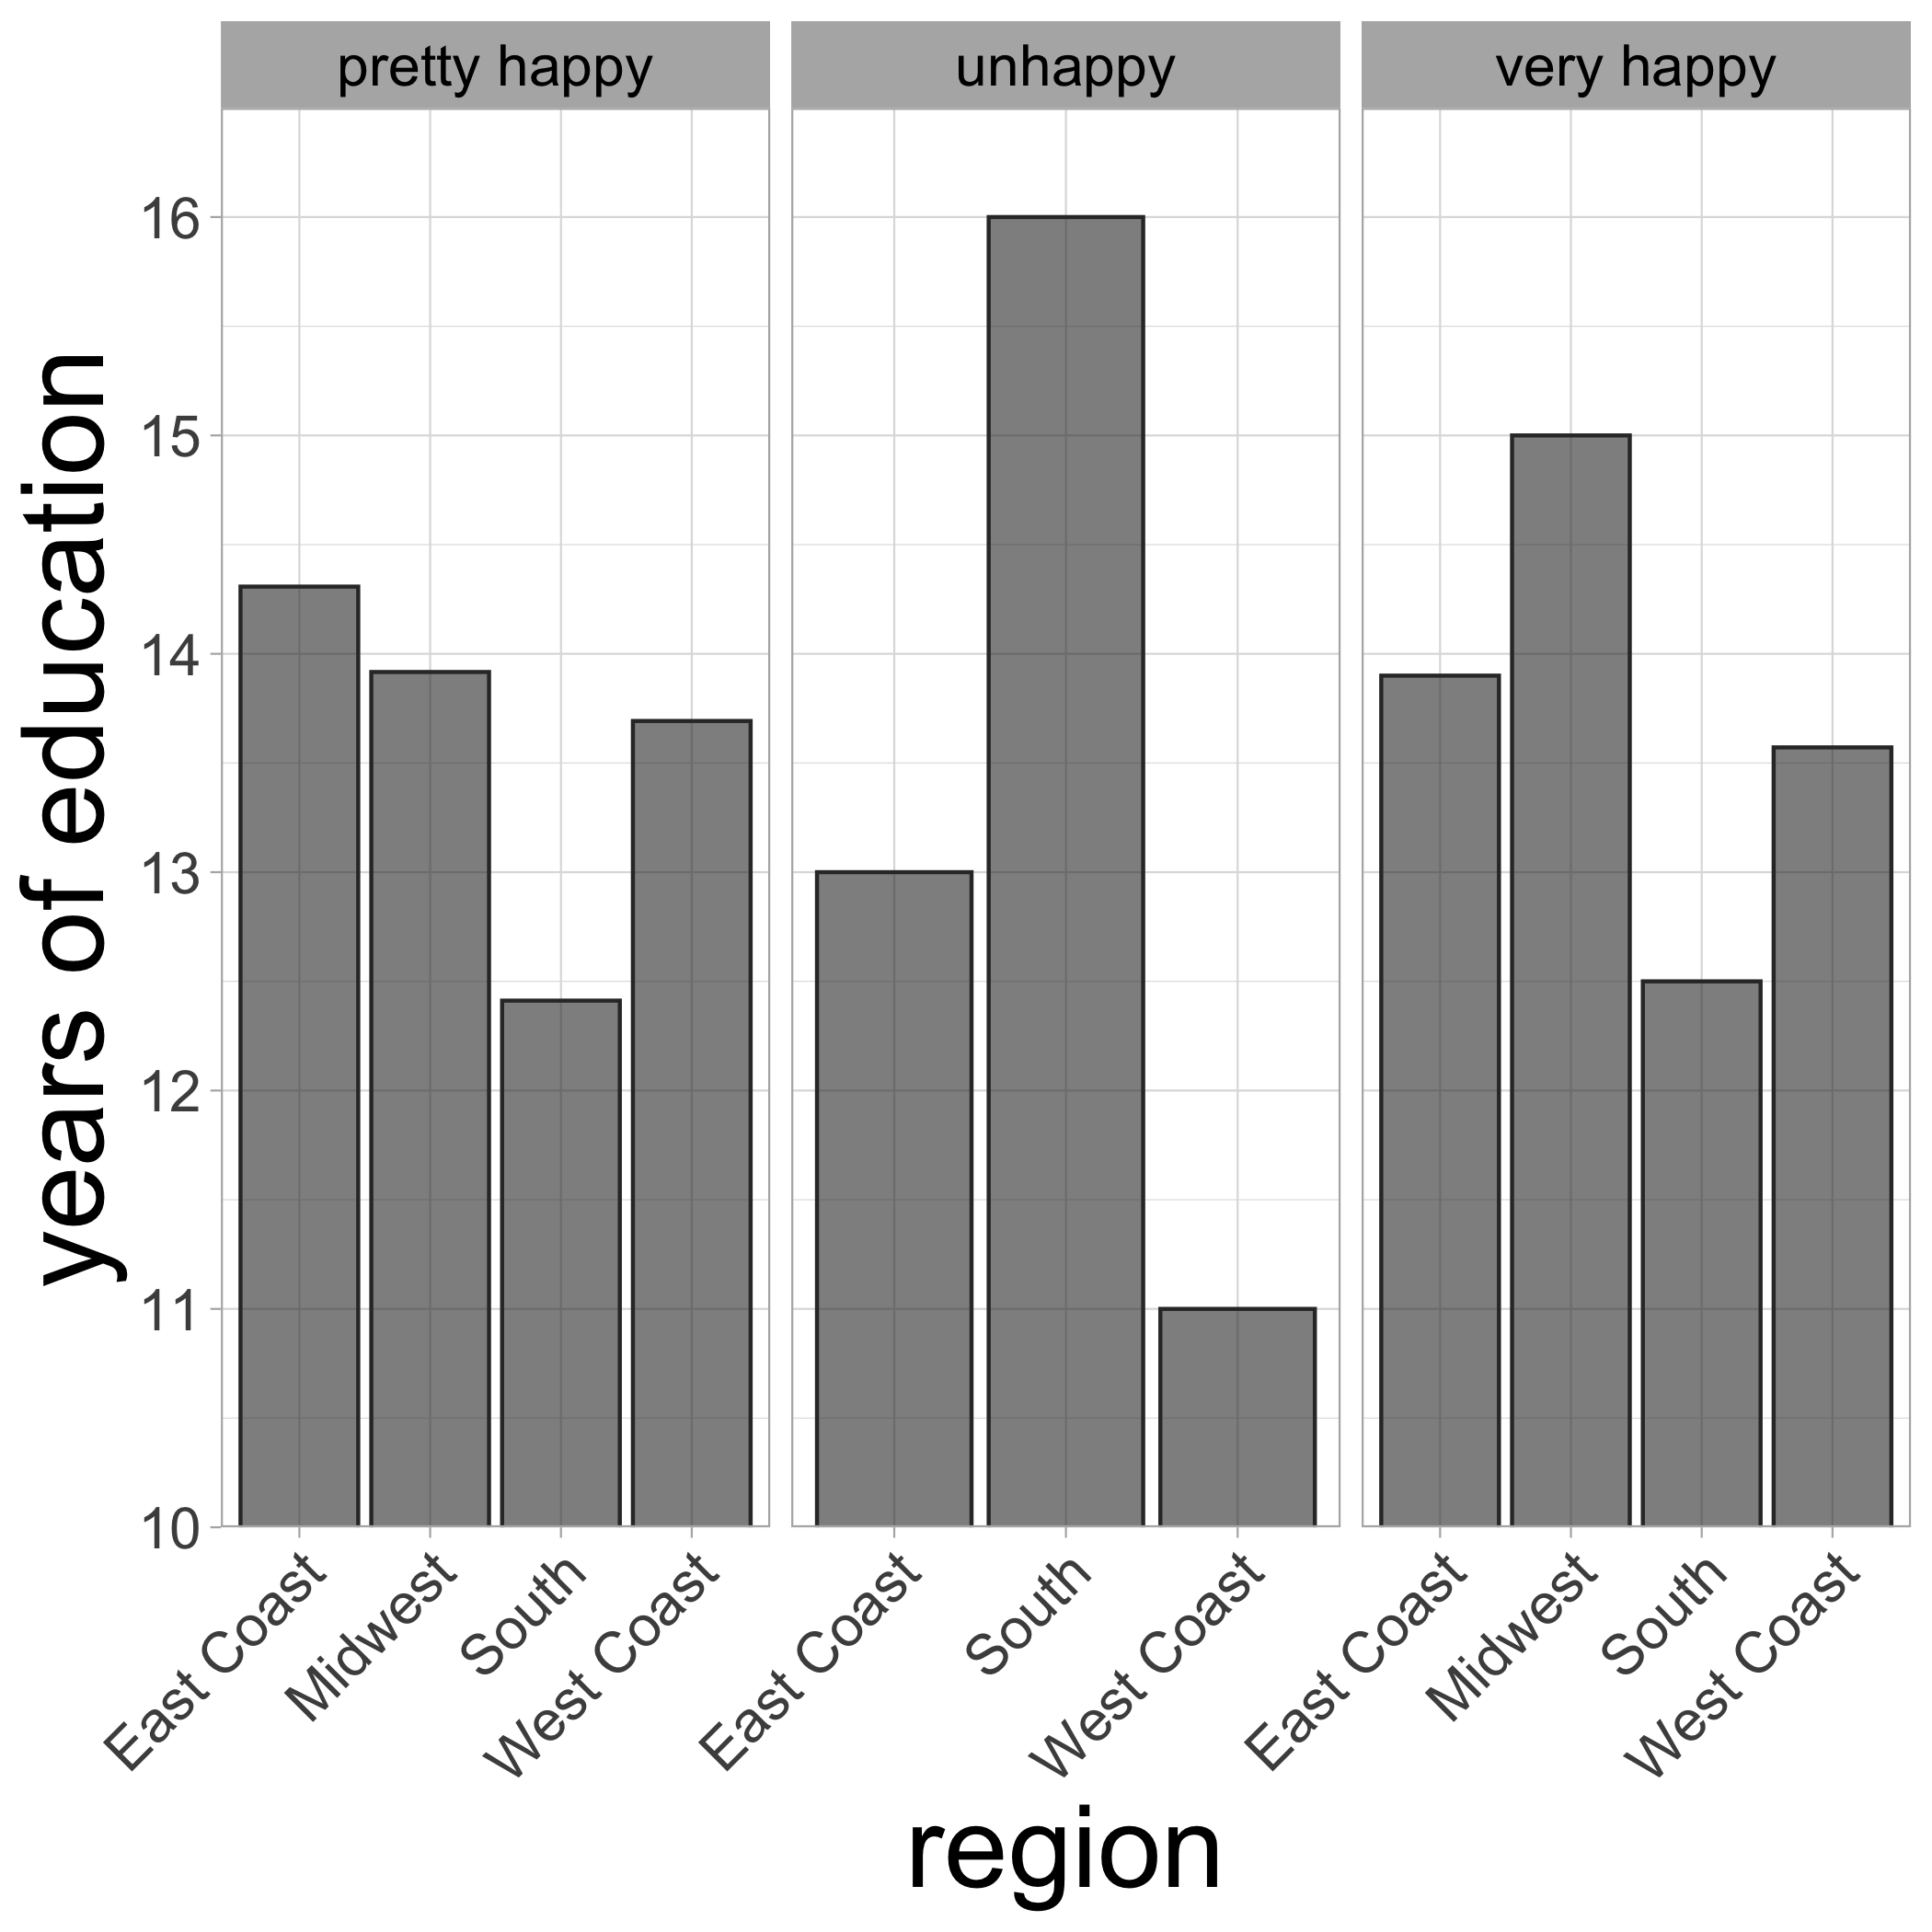 pretty happy unhappy very happy
years of education
16
15
14
13
12
11
10
East Coast Midwest South West Coast East Coast South West Coast East Coast Midwest South West Coast
region